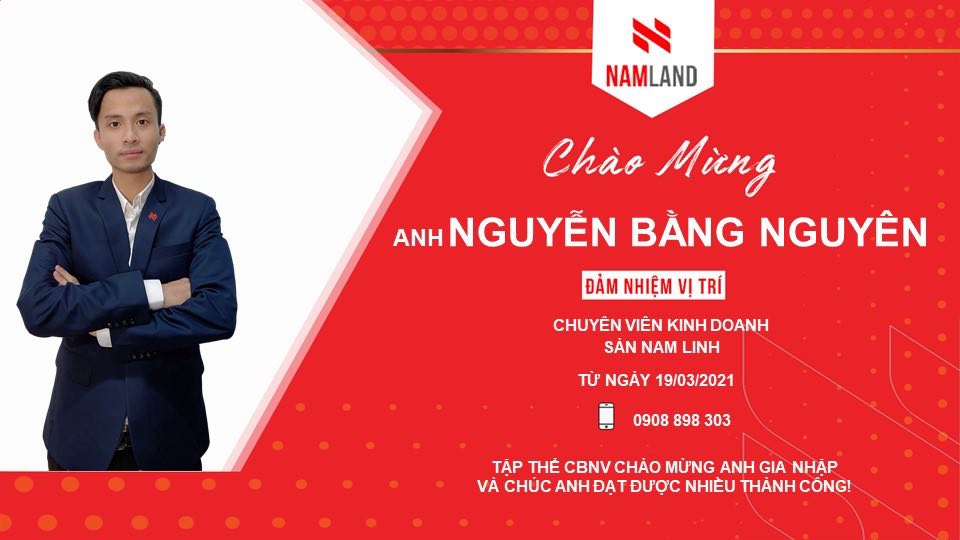 NAMLAND
Chào Mừng
ANH NGUYỄN BẰNG NGUYÊN
ĐẢM NHIỆM VỊ TRÍ
CHUYÊN VIÊN KINH DOANH
SÀN NAM LINH
TỪ NGÀY 19/03/2021
0908 898 303
TẬP THỂ CBNV CHÀO MỪNG ANH GIA NHẬP
VÀ CHÚC ANH ĐẠT ĐƯỢC NHIỀU THÀNH CÔNG!